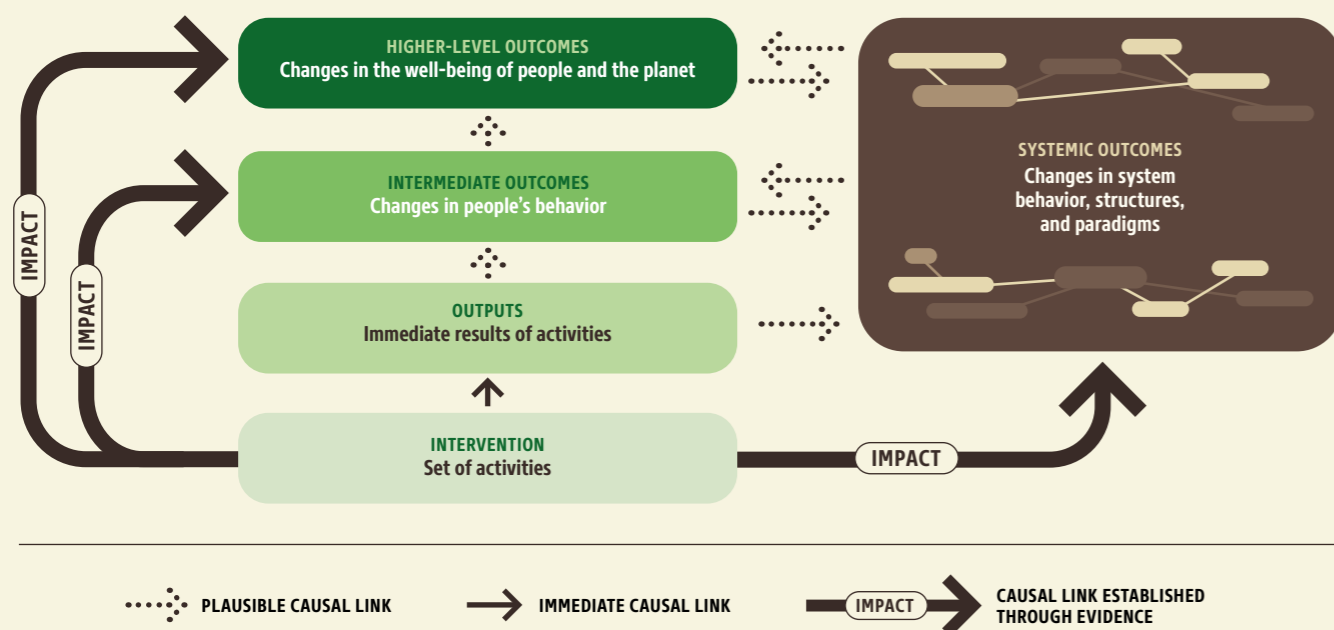 HIGHER-LEVEL OUTCOMES
Changes in the well-being of people and the planet
INTERMEDIATE OUTCOMES
Changes in people's behavior
OUTPUTS
Immediate results of activities
INTERVENTION
Set of activities
IMPACT
IMPACT
SYSTEMIC OUTCOMES
Changes in system
behavior, structures,
and paradigms
IMPACT
PLAUSIBLE CAUSAL LINK
IMMEDIATE CAUSAL LINK
IMPACT
CAUSAL LINK ESTABLISHED
THROUGH EVIDENCE